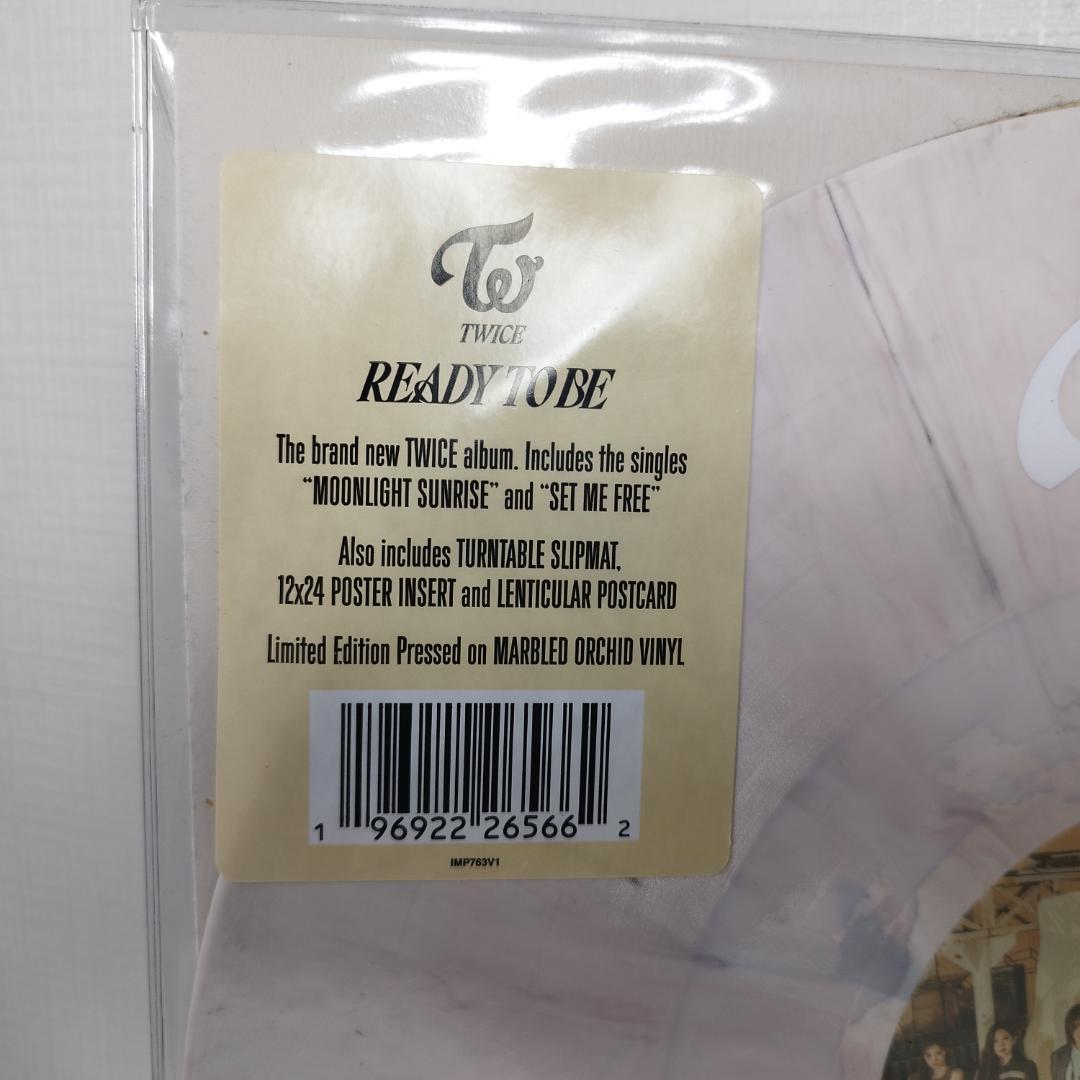 TW
TWICE
READY TO BE
The brand new TWICE album. Includes the singles
“MOONLIGHT SUNRISE” and “SET ME FREE”
Also includes TURNTABLE SLIPMAT,
12x24 POSTER INSERT and LENTICULAR POSTCARD
Limited Edition Pressed on MARBLED ORCHID VINYL
1 96922 26566 2
IMP763V1